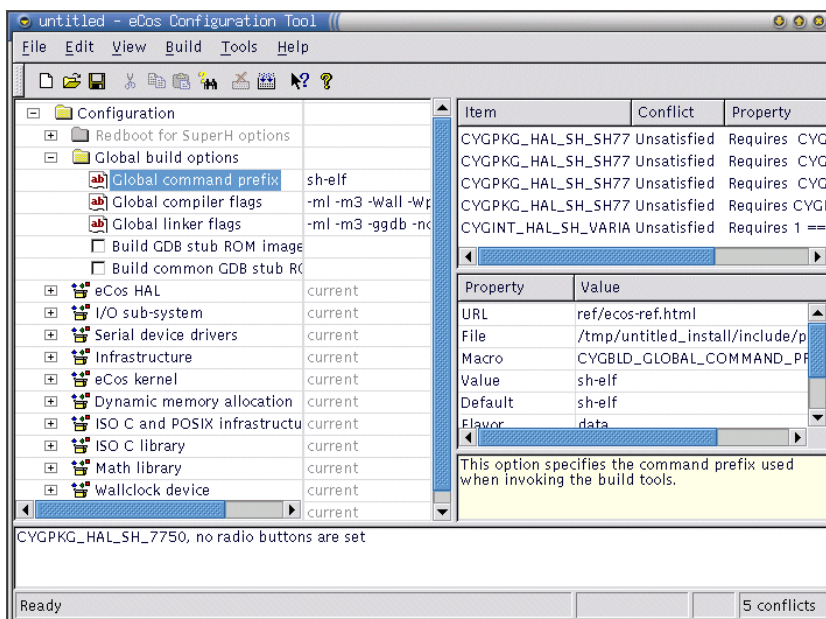 untitled - eCos Configuration Tool
File Edit View Build Tools Help
Configuration
Redboot for SuperH options
Global build options
ab Global command prefix sh-elf
ab Global compiler flags -ml -m3 -Wall -Wp
ab Global linker flags -ml -m3 -ggdb -no
Build GDB stub ROM image
Build common GDB stub RO
eCos HAL current
I/O sub-system current
Serial device drivers current
Infrastructure current
eCos kernel current
Dynamic memory allocation current
ISO C and POSIX infrastructu current
ISO C library current
Math library current
Wallclock device current
current
Item Conflict Property
CYGPKG_HAL_SH_SH77 Unsatisfied Requires CYG
CYGPKG_HAL_SH_SH77 Unsatisfied Requires CYG
CYGPKG_HAL_SH_SH77 Unsatisfied Requires CYG
CYGPKG_HAL_SH_SH77 Unsatisfied Requires CYGI
CYGINT_HAL_SH_VARIA Unsatisfied Requires 1 ==
Property Value
URL ref/ecos-ref.html
File /tmp/untitled_install/include/p
Macro CYGBLD_GLOBAL_COMMAND_PF
Value sh-elf
Default sh-elf
Flavor data
This option specifies the command prefix used
when invoking the build tools.
CYGPKG_HAL_SH_7750, no radio buttons are set
Ready 5 conflicts